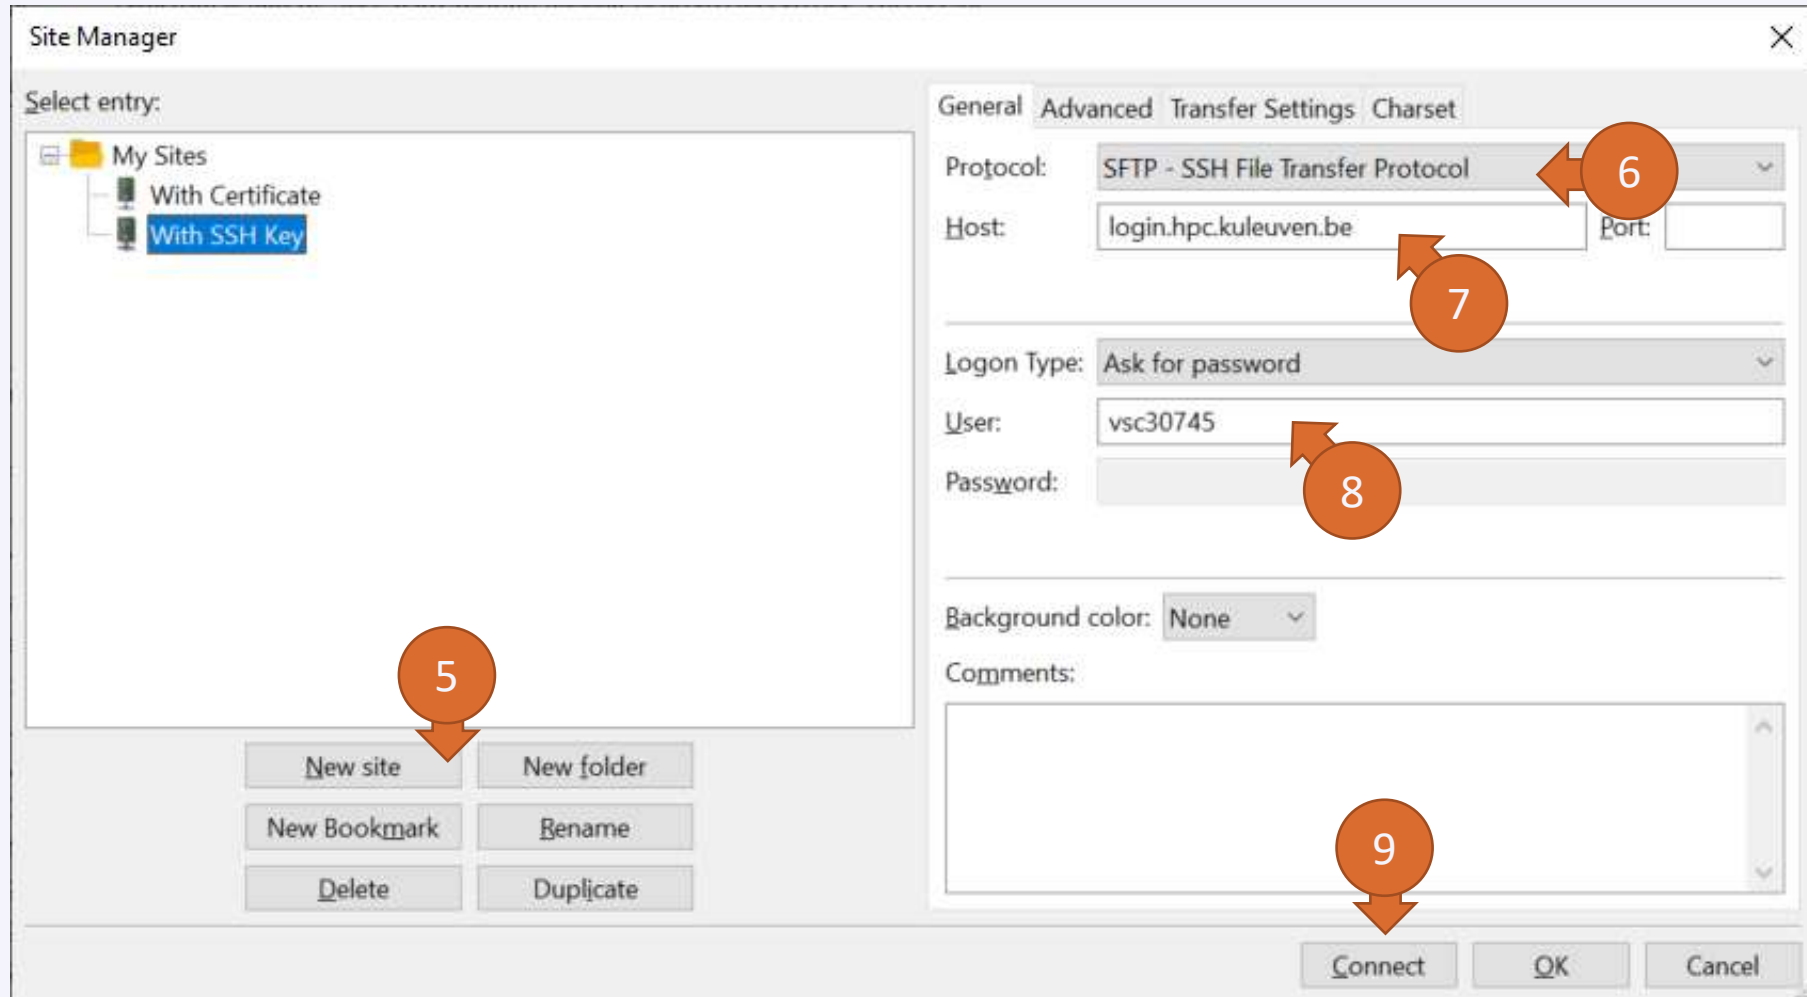 Site Manager
Select entry:
My Sites
With Certificate
With SSH Key
5
New site
New folder
New Bookmark
Rename
Delete
Duplicate
General Advanced Transfer Settings Charset
Protocol: SFTP - SSH File Transfer Protocol
6
Host: login.hpc.kuleuven.be Port:
7
Logon Type: Ask for password
User: vsc30745
8
Password:
Background color: None
Comments:
9
Connect
OK
Cancel